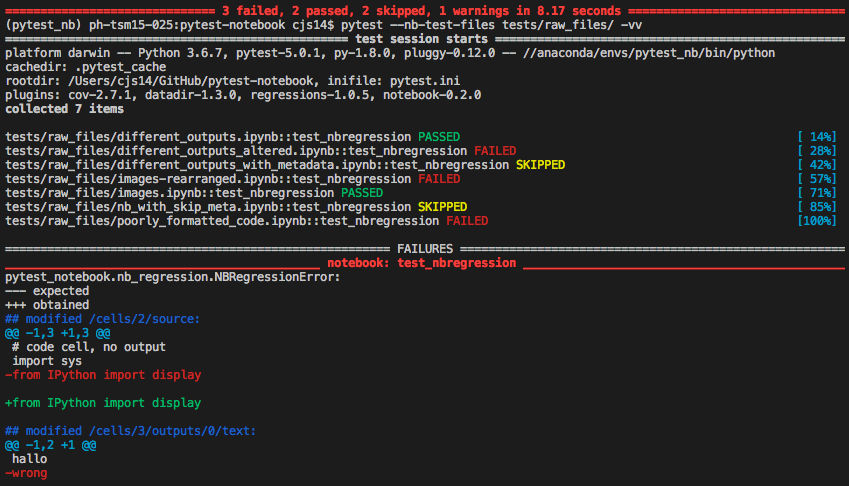 3 failed, 2 passed, 2 skipped, 1 warnings in 8.17 seconds
(pytest_nb) ph-tsm15-025:pytest-notebook cjs14$ pytest --nb-test-files tests/raw_files/ -vv
test session starts
platform darwin -- Python 3.6.7, pytest-5.0.1, py-1.8.0, pluggy-0.12.0 -- //anaconda/envs/pytest_nb/bin/python
cachedir: .pytest_cache
rootdir: /Users/cjs14/GitHub/pytest-notebook, inifile: pytest.ini
plugins: cov-2.7.1, datadir-1.3.0, regressions-1.0.5, notebook-0.2.0
collected 7 items
tests/raw_files/different_outputs.ipynb::test_nbregression PASSED [ 14%]
tests/raw_files/different_outputs_altered.ipynb::test_nbregression FAILED [ 28%]
tests/raw_files/different_outputs_with_metadata.ipynb::test_nbregression SKIPPED [ 42%]
tests/raw_files/images-rearranged.ipynb::test_nbregression FAILED [ 57%]
tests/raw_files/images.ipynb::test_nbregression PASSED [ 71%]
tests/raw_files/nb_with_skip_meta.ipynb::test_nbregression SKIPPED [ 85%]
tests/raw_files/poorly_formatted_code.ipynb::test_nbregression FAILED [100%]
FAILURES
notebook: test_nbregression
pytest_notebook.nb_regression.NBRegressionError:
--- expected
+++ obtained
## modified /cells/2/source:
@@ -1,3 +1,3 @@
# code cell, no output
import sys
-from IPython import display
+from IPython import display
## modified /cells/3/outputs/0/text:
@@ -1,2 +1 @@
hallo
-wrong